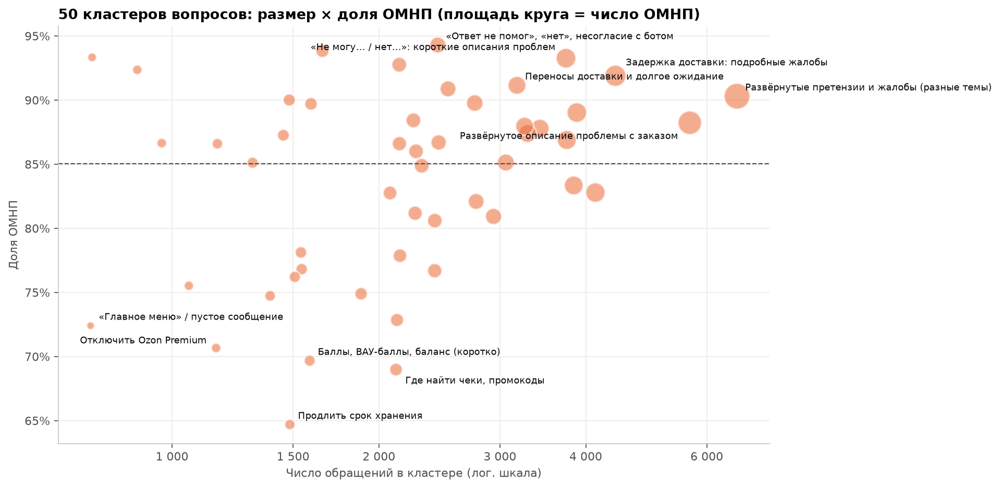 50 кластеров вопросов: размер × доля ОМНП (площадь круга = число ОМНП)
95%
90%
85%
80%
75%
70%
65%
Доля ОМНП
«Ответ не помог», «нет», несогласие с ботом
«Не могу… / нет…»: короткие описания проблем
Задержка доставки: подробные жалобы
Переносы доставки и долгое ожидание
Развёрнутые претензии и жалобы (разные темы)
Развёрнутое описание проблемы с заказом
«Главное меню» / пустое сообщение
Отключить Ozon Premium
Баллы, ВАУ-баллы, баланс (коротко)
Где найти чеки, промокоды
Продлить срок хранения
1 000
1 500
2 000
3 000
4 000
6 000
Число обращений в кластере (лог. шкала)